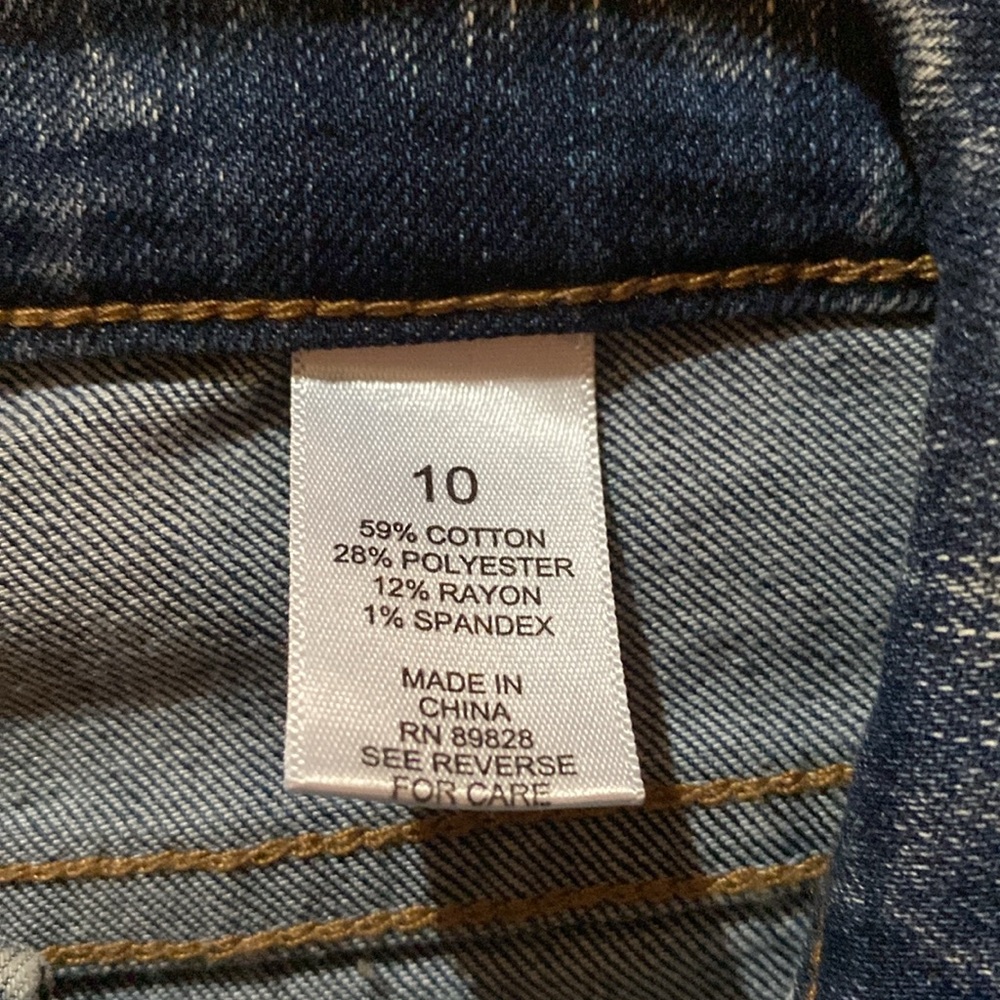 10
59% COTTON
28% POLYESTER
12% RAYON
1% SPANDEX
MADE IN
CHINA
RN 89828
SEE REVERSE
FOR CARE